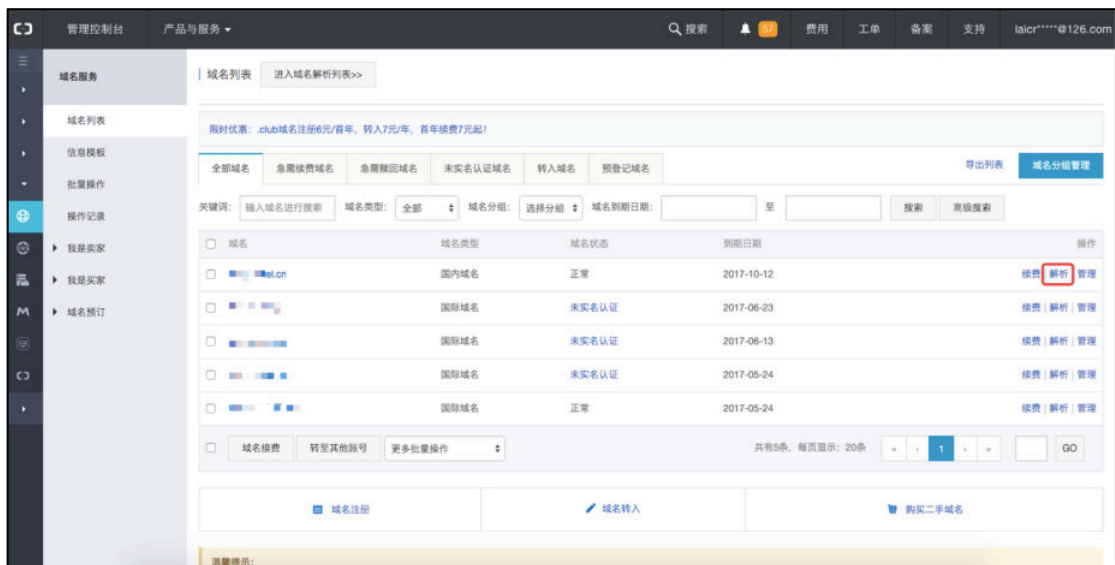 管理控制台 产品与服务 搜索 57 费用 工单 备案 支持 laicr*****@126.com
域名服务
域名列表
信息模板
批量操作
操作记录
我是卖家
我是买家
域名预订
域名列表 进入域名解析列表>>
限时优惠：.club域名注册6元/首年，转入7元/年，首年续费7元起！
全部域名 急需续费域名 急需赎回域名 未实名认证域名 转入域名 预登记域名 导出列表 域名分组管理
关键词： 输入域名进行搜索 域名类型： 全部 域名分组： 选择分组 域名到期日期： 至 搜索 高级搜索
域名 域名类型 域名状态 到期日期 操作
el.cn 国内域名 正常 2017-10-12 续费 | 解析 | 管理
国际域名 未实名认证 2017-06-23 续费 | 解析 | 管理
国际域名 未实名认证 2017-06-13 续费 | 解析 | 管理
国际域名 未实名认证 2017-05-24 续费 | 解析 | 管理
国际域名 正常 2017-05-24 续费 | 解析 | 管理
域名续费 转至其他账号 更多批量操作 共有5条，每页显示：20条 « ‹ 1 › » GO
域名注册 域名转入 购买二手域名
温馨提示：